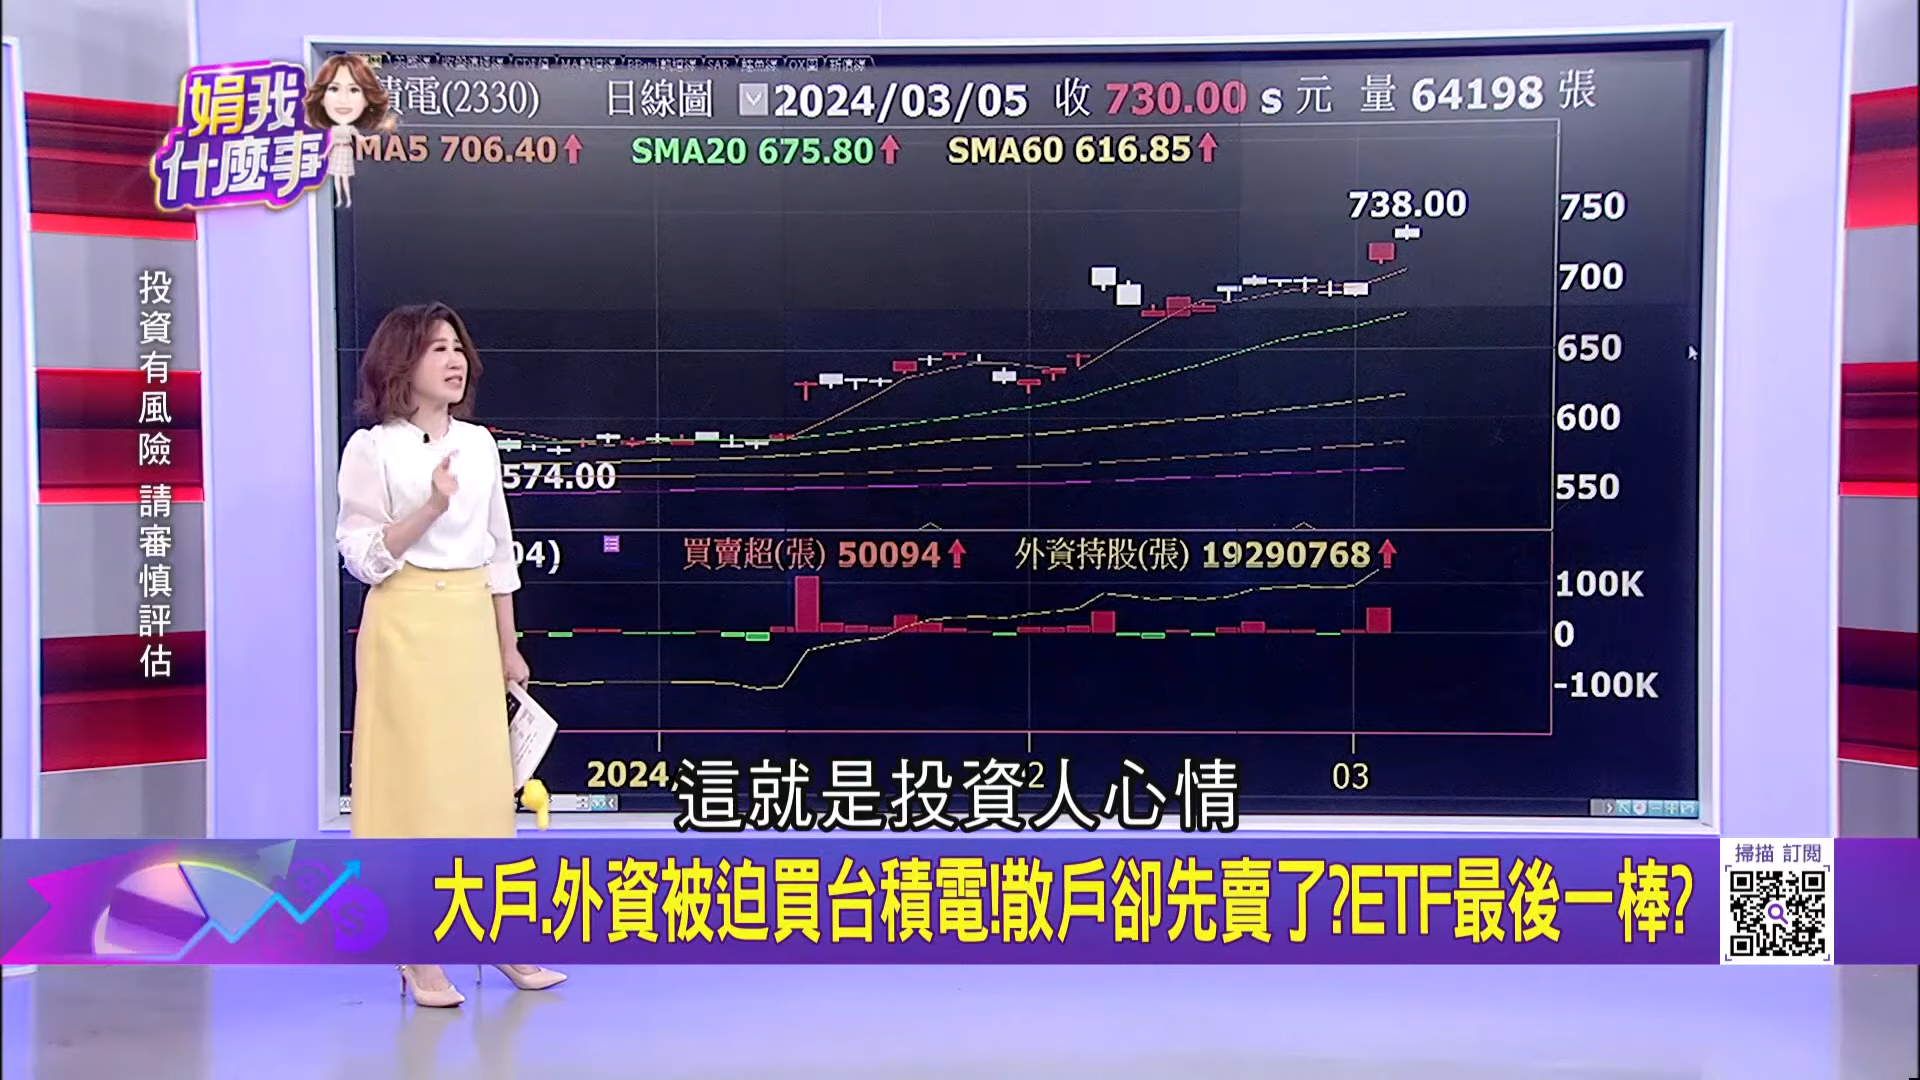 娟我
什麼事
積電(2330) 日線圖 2024/03/05 收 730.00 s 元 量 64198 張
MA5 706.40↑ SMA20 675.80↑ SMA60 616.85↑
738.00
750
700
650
600
550
574.00
04) 買賣超(張) 50094↑ 外資持股(張) 19290768↑
100K
0
-100K
2024 2 03
投資有風險 請審慎評估
這就是投資人心情
大戶.外資被迫買台積電!散戶卻先賣了?ETF最後一棒?
掃描 訂閱